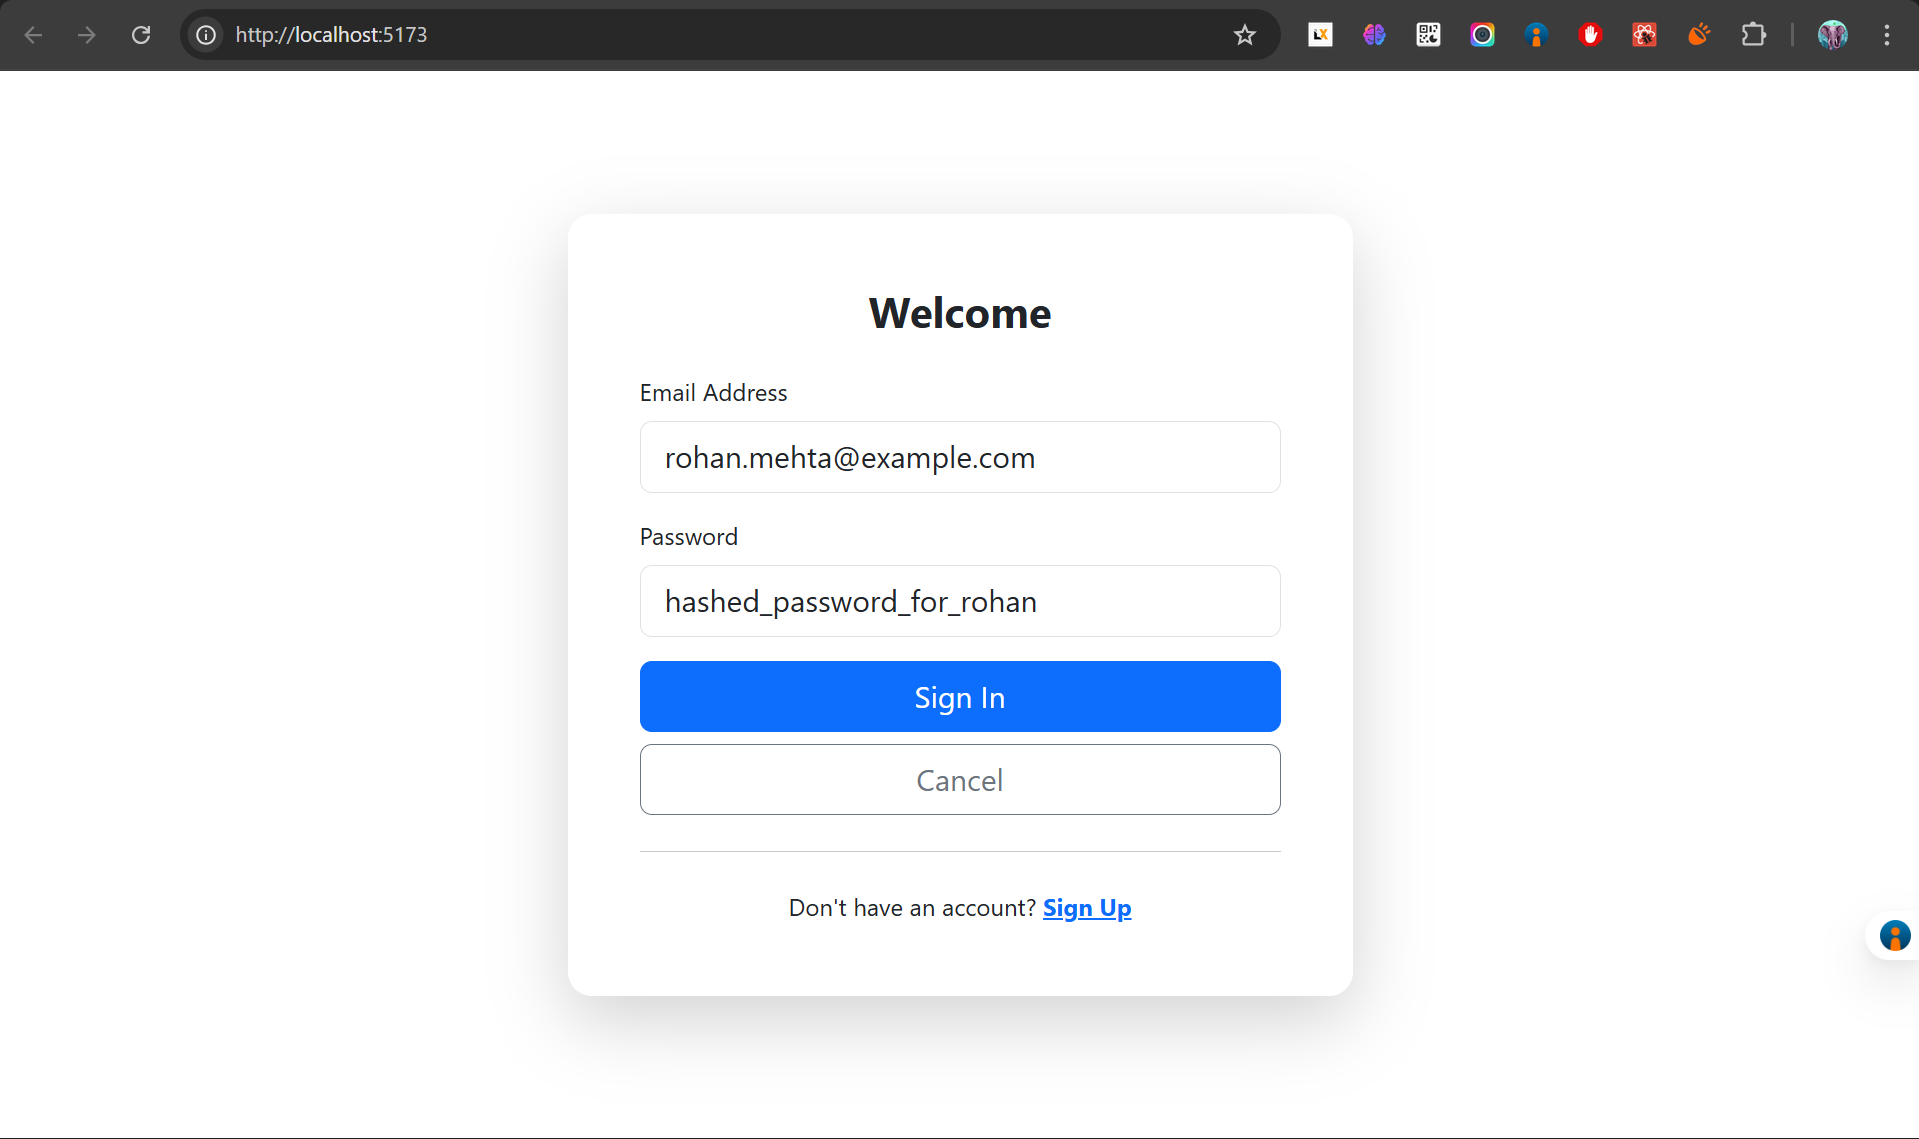 http://localhost:5173
LX
Welcome
Email Address
rohan.mehta@example.com
Password
hashed_password_for_rohan
Sign In
Cancel
Don't have an account? Sign Up